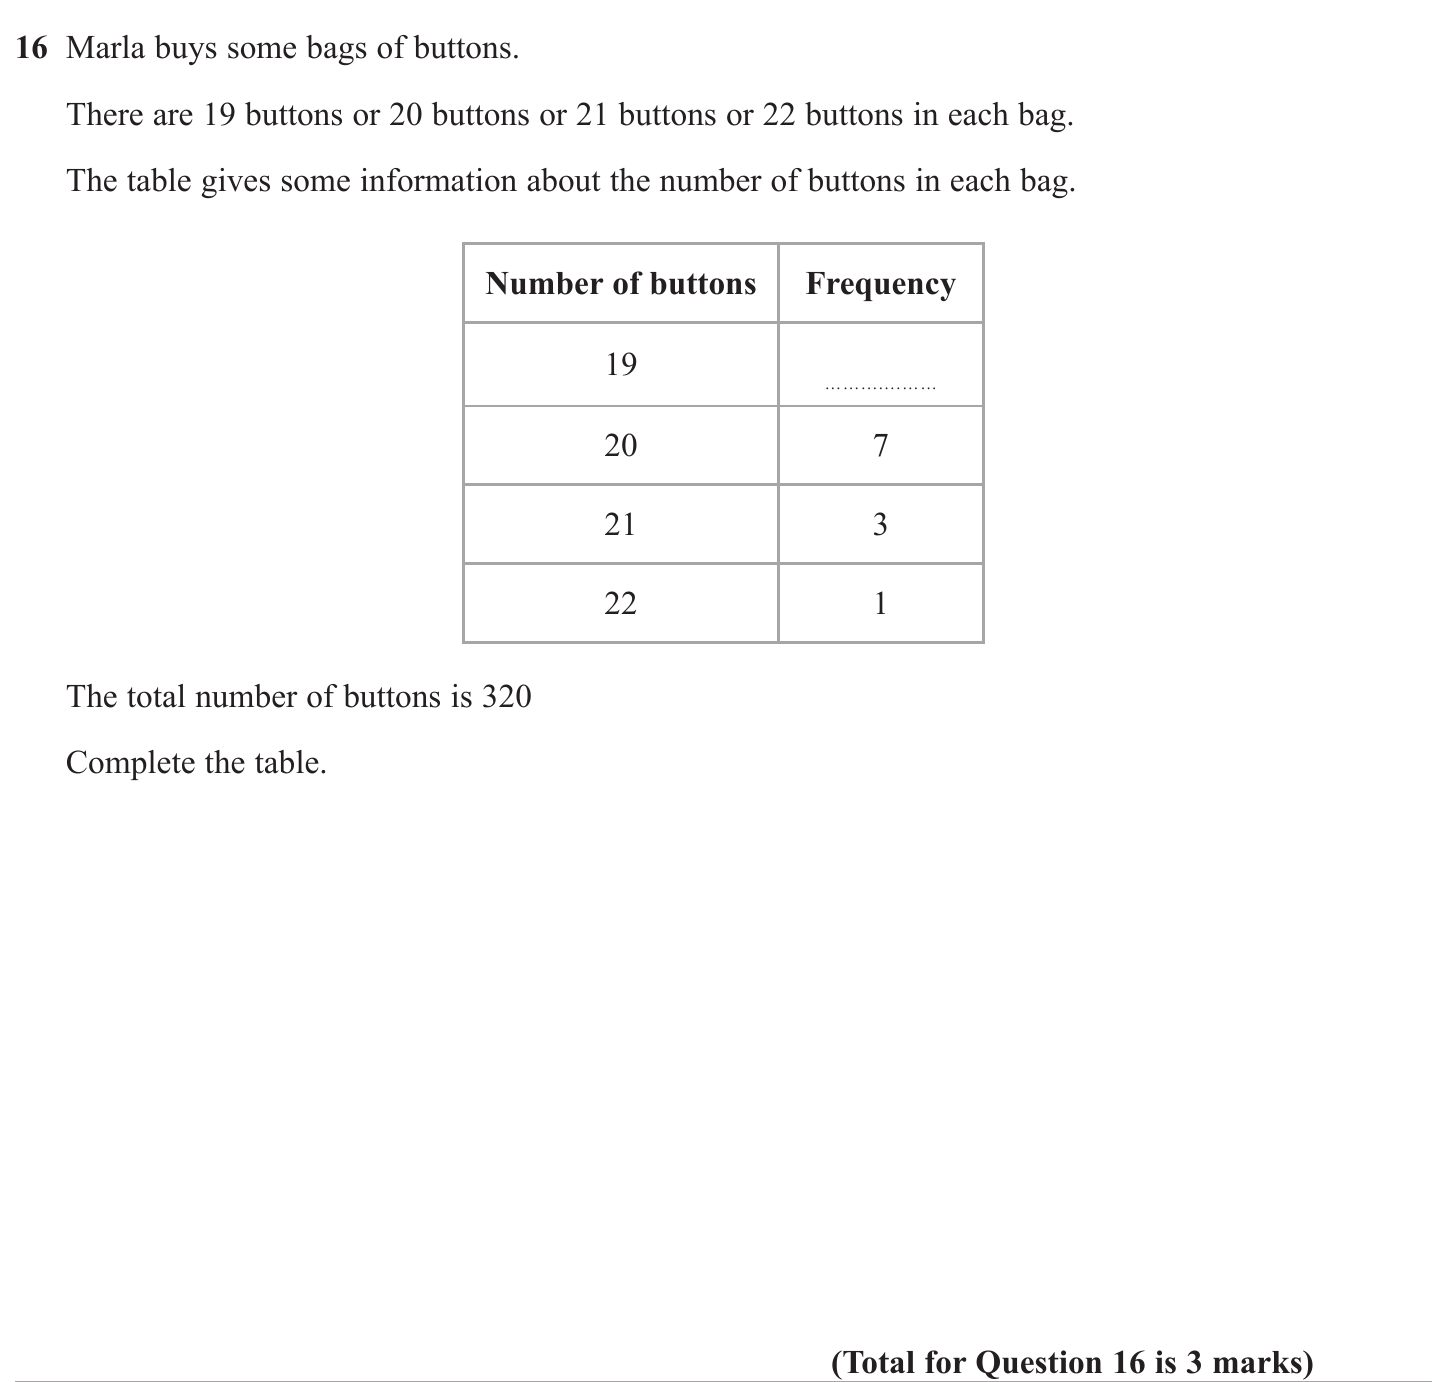 16 Marla buys some bags of buttons.
There are 19 buttons or 20 buttons or 21 buttons or 22 buttons in each bag.
The table gives some information about the number of buttons in each bag.
Number of buttons Frequency
19 ...................
20 7
21 3
22 1
The total number of buttons is 320
Complete the table.
(Total for Question 16 is 3 marks)